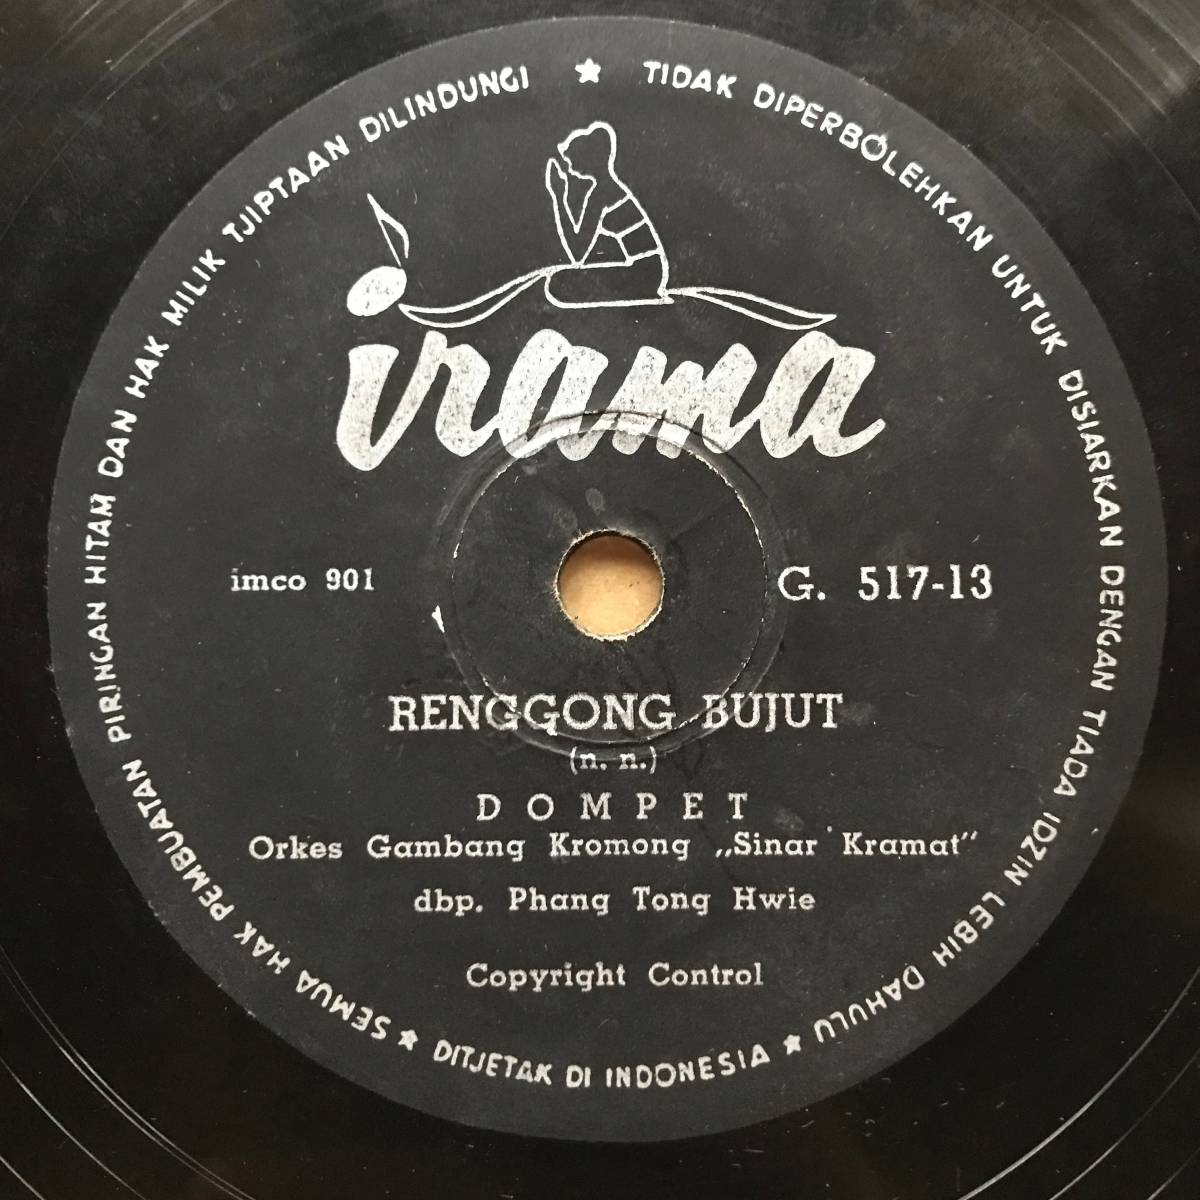 SEMUA HAK PEMBUATAN PIRINGAN HITAM DAN HAK MILIK TJIPTAAN DILINDUNGI ★ TIDAK DIPERBOLEHKAN UNTUK DISIARKAN DENGAN TIADA IDZIN LEBIH DAHULU ★ DITJETAK DI INDONESIA ★
irama
imco 901
G. 517-13
RENGGONG BUJUT
(n. n.)
DOMPET
Orkes Gambang Kromong „Sinar Kramat”
dbp. Phang Tong Hwie
Copyright Control